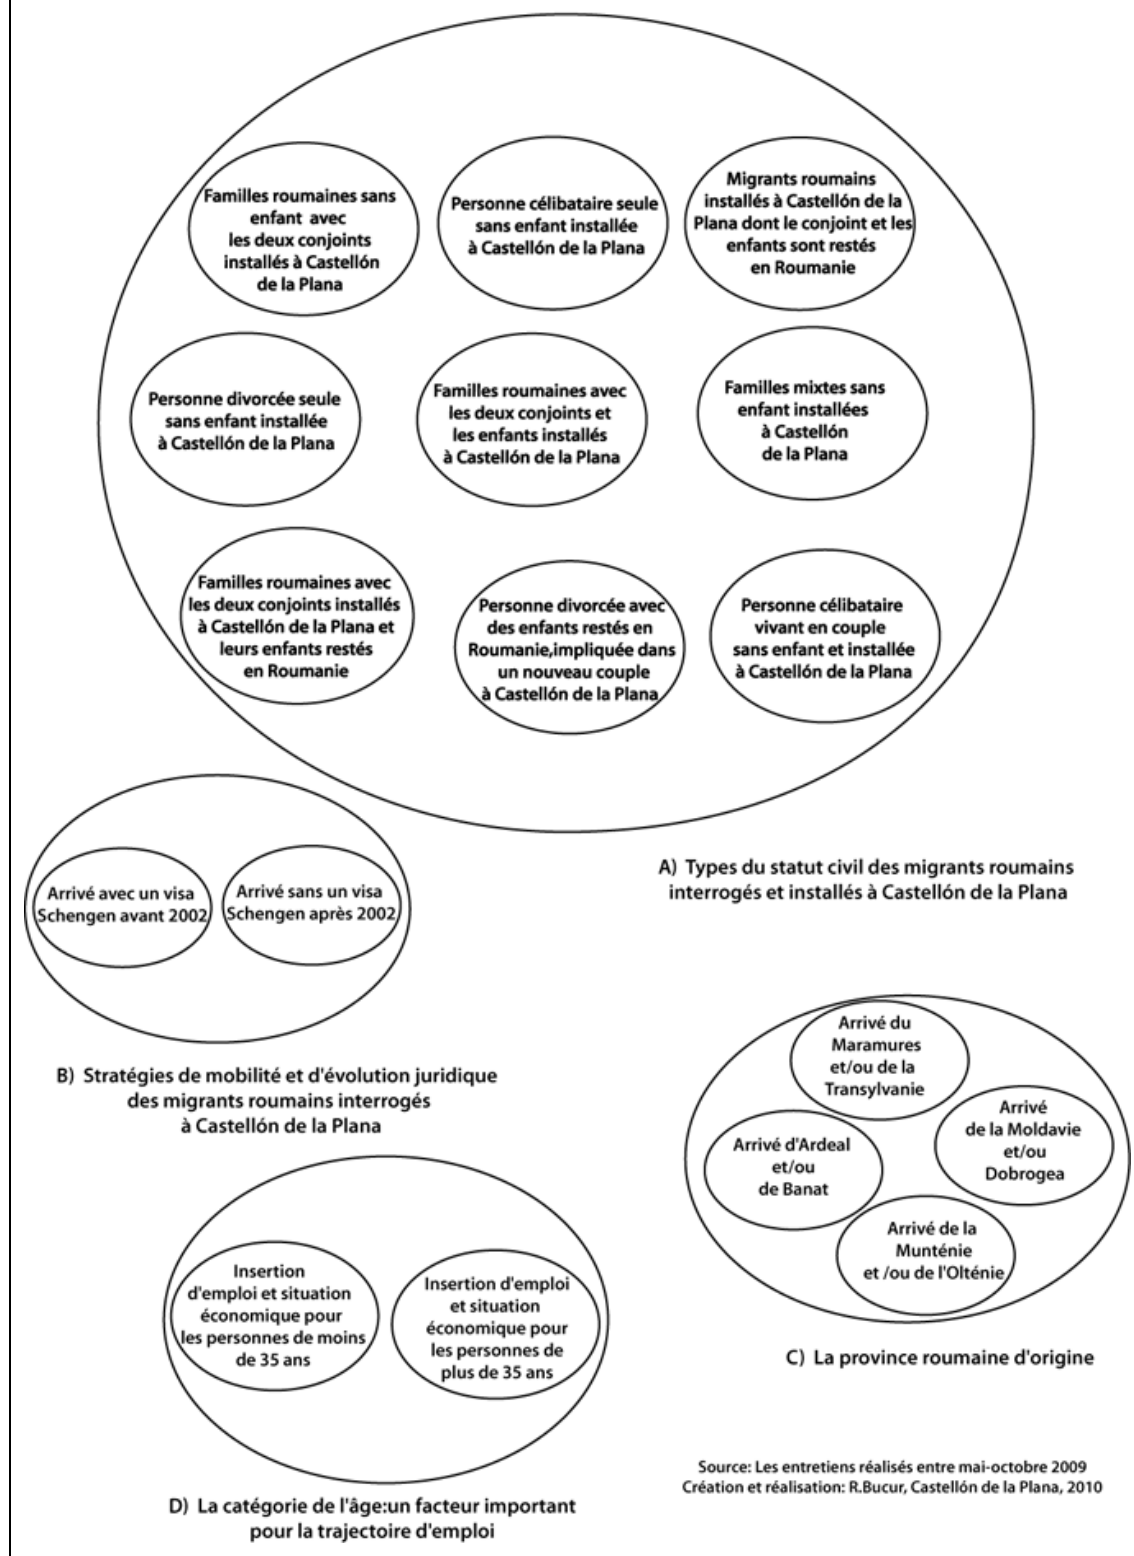 Familles roumaines sans
enfant avec
les deux conjoints
installés à Castellón
de la Plana
Personne célibataire seule
sans enfant installée
à Castellón de la Plana
Migrants roumains
installés à Castellón de la
Plana dont le conjoint et les
enfants sont restés
en Roumanie
Personne divorcée seule
sans enfant installée
à Castellón de la Plana
Familles roumaines avec
les deux conjoints et
les enfants installés
à Castellón de la Plana
Familles mixtes sans
enfant installées
à Castellón
de la Plana
Familles roumaines avec
les deux conjoints installés
à Castellón de la Plana et
leurs enfants restés
en Roumanie
Personne divorcée avec
des enfants restés en
Roumanie,impliquée dans
un nouveau couple
à Castellón de la Plana
Personne célibataire
vivant en couple
sans enfant et installée
à Castellón de la Plana
A) Types du statut civil des migrants roumains
interrogés et installés à Castellón de la Plana
Arrivé avec un visa
Schengen avant 2002
Arrivé sans un visa
Schengen après 2002
B) Stratégies de mobilité et d'évolution juridique
des migrants roumains interrogés
à Castellón de la Plana
Arrivé du
Maramures
et/ou de la
Transylvanie
Arrivé
de la Moldavie
et/ou
Dobrogea
Arrivé d'Ardeal
et/ou
de Banat
Arrivé de la
Munténie
et /ou de l'Olténie
C) La province roumaine d'origine
Insertion
d'emploi et situation
économique pour
les personnes de moins
de 35 ans
Insertion d'emploi
et situation
économique pour
les personnes de
plus de 35 ans
D) La catégorie de l'âge:un facteur important
pour la trajectoire d'emploi
Source: Les entretiens réalisés entre mai-octobre 2009
Création et réalisation: R.Bucur, Castellón de la Plana, 2010